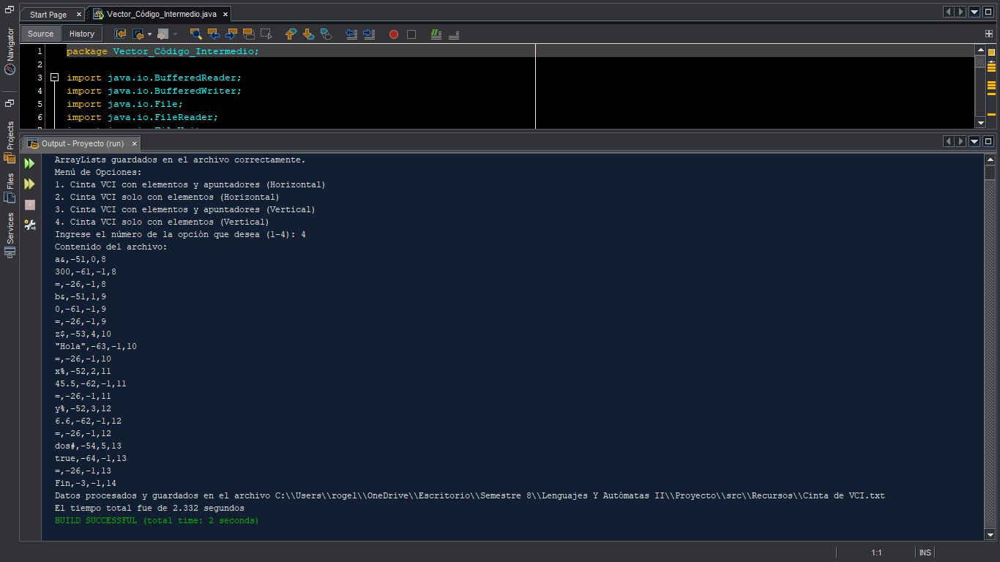 Start Page
Vector_Código_Intermedio.java
Source
History
Navigator
Projects
Files
Services
1 package Vector_Código_Intermedio;
2
3 import java.io.BufferedReader;
4 import java.io.BufferedWriter;
5 import java.io.File;
6 import java.io.FileReader;
Output - Proyecto (run)
ArrayLists guardados en el archivo correctamente.
Menú de Opciones:
1. Cinta VCI con elementos y apuntadores (Horizontal)
2. Cinta VCI solo con elementos (Horizontal)
3. Cinta VCI con elementos y apuntadores (Vertical)
4. Cinta VCI solo con elementos (Vertical)
Ingrese el número de la opción que desea (1-4): 4
Contenido del archivo:
a&,-51,0,8
300,-61,-1,8
=,-26,-1,8
b&,-51,1,9
0,-61,-1,9
=,-26,-1,9
z$,-53,4,10
"Hola",-63,-1,10
=,-26,-1,10
x%,-52,2,11
45.5,-62,-1,11
=,-26,-1,11
y%,-52,3,12
6.6,-62,-1,12
=,-26,-1,12
dos#,-54,5,13
true,-64,-1,13
=,-26,-1,13
Fin,-3,-1,14
Datos procesados y guardados en el archivo C:\\Users\\rogel\\OneDrive\\Escritorio\\Semestre 8\\Lenguajes Y Autómatas II\\Proyecto\\src\\Recursos\\Cinta de VCI.txt
El tiempo total fue de 2.332 segundos
BUILD SUCCESSFUL (total time: 2 seconds)
1:1
INS